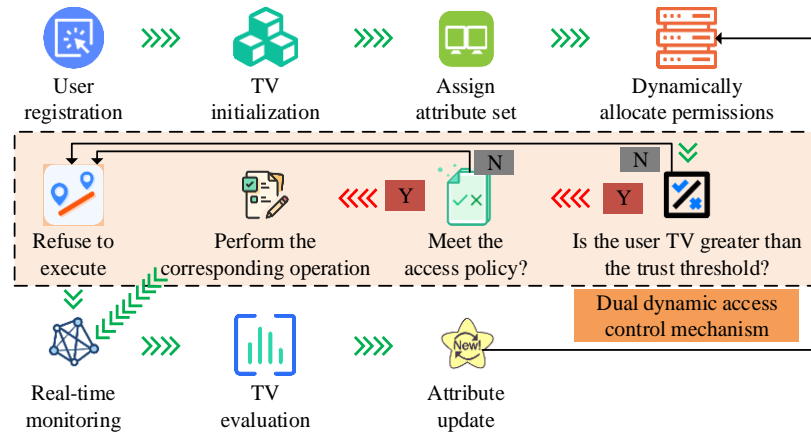 User
registration
TV
initialization
Assign
attribute set
Dynamically
allocate permissions
N
N
Y
Y
Refuse to
execute
Perform the
corresponding operation
Meet the
access policy?
Is the user TV greater than
the trust threshold?
Dual dynamic access
control mechanism
New!
Real-time
monitoring
TV
evaluation
Attribute
update